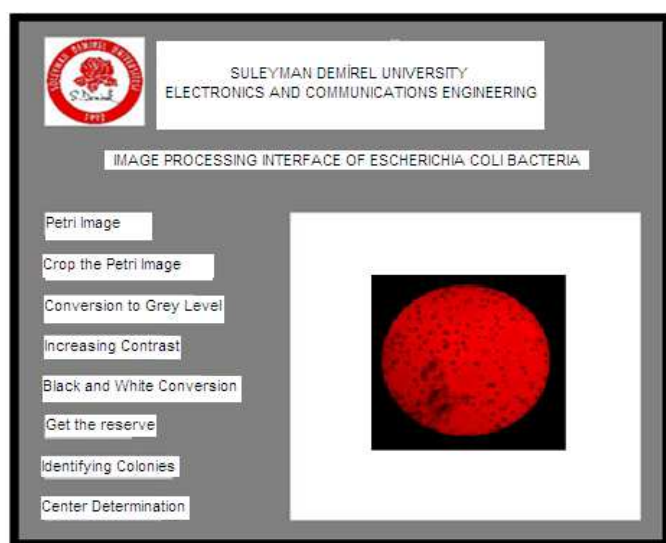 SULEYMAN DEMİREL UNIVERSITY
ELECTRONICS AND COMMUNICATIONS ENGINEERING
S. Demirel
1992
IMAGE PROCESSING INTERFACE OF ESCHERICHIA COLI BACTERIA
Petri Image
Crop the Petri Image
Conversion to Grey Level
Increasing Contrast
Black and White Conversion
Get the reserve
Identifying Colonies
Center Determination